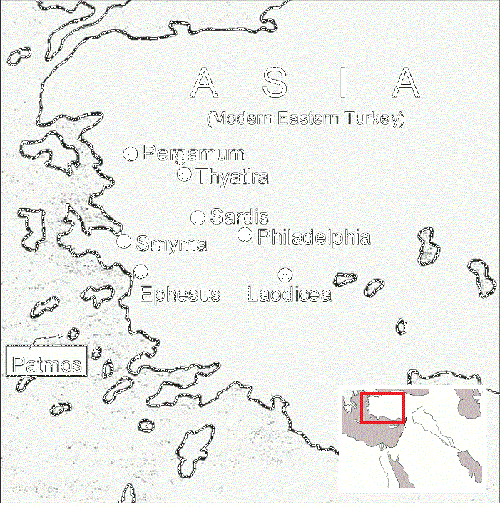 A S I A
(Modern Eastern Turkey)
Pergamum
Thyatira
Sardis
Philadelphia
Smyrna
Ephesus
Laodicea
Patmos